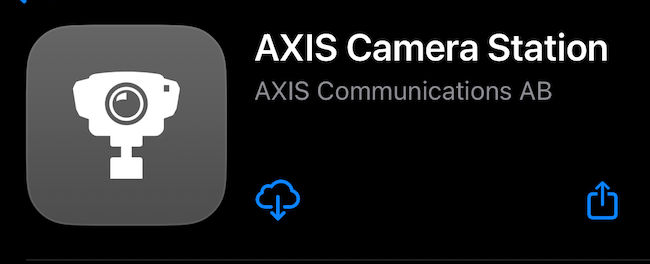 AXIS Camera Station
AXIS Communications AB